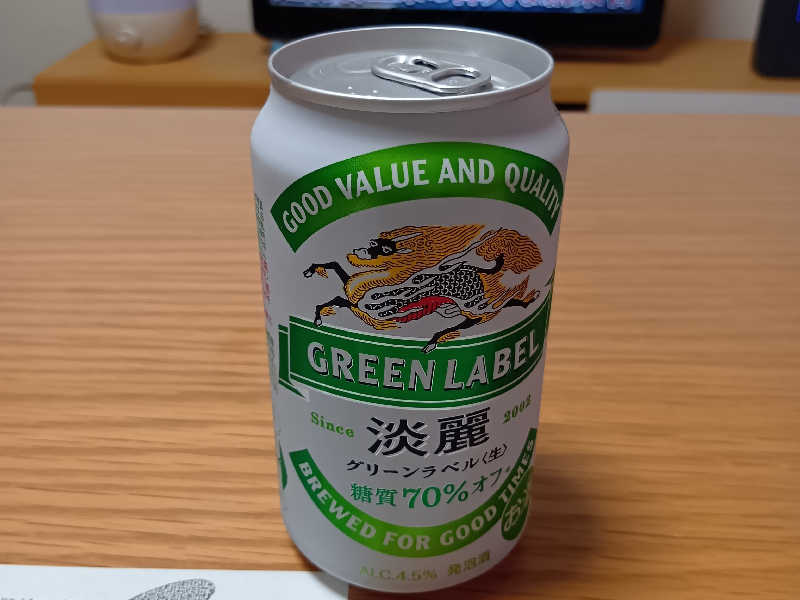 GOOD VALUE AND QUALITY
GREEN LABEL
Since 2002
淡麗
グリーンラベル〈生〉
糖質70%オフ
BREWED FOR GOOD TIMES
ALC.4.5% 発泡酒